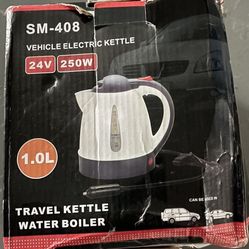 SM-408
VEHICLE ELECTRIC KETTLE
24V 250W
1.0L
CAN BE USED IN
TRAVEL KETTLE
WATER BOILER